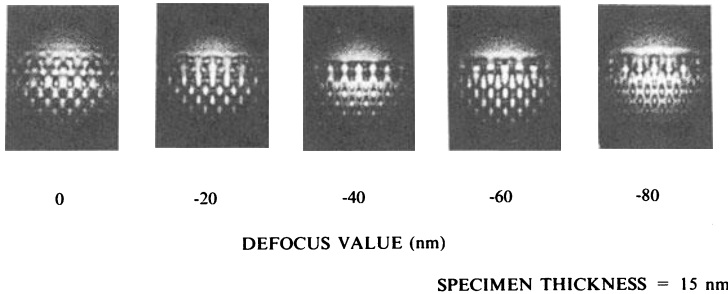 0 -20 -40 -60 -80
DEFOCUS VALUE (nm)
SPECIMEN THICKNESS = 15 nm